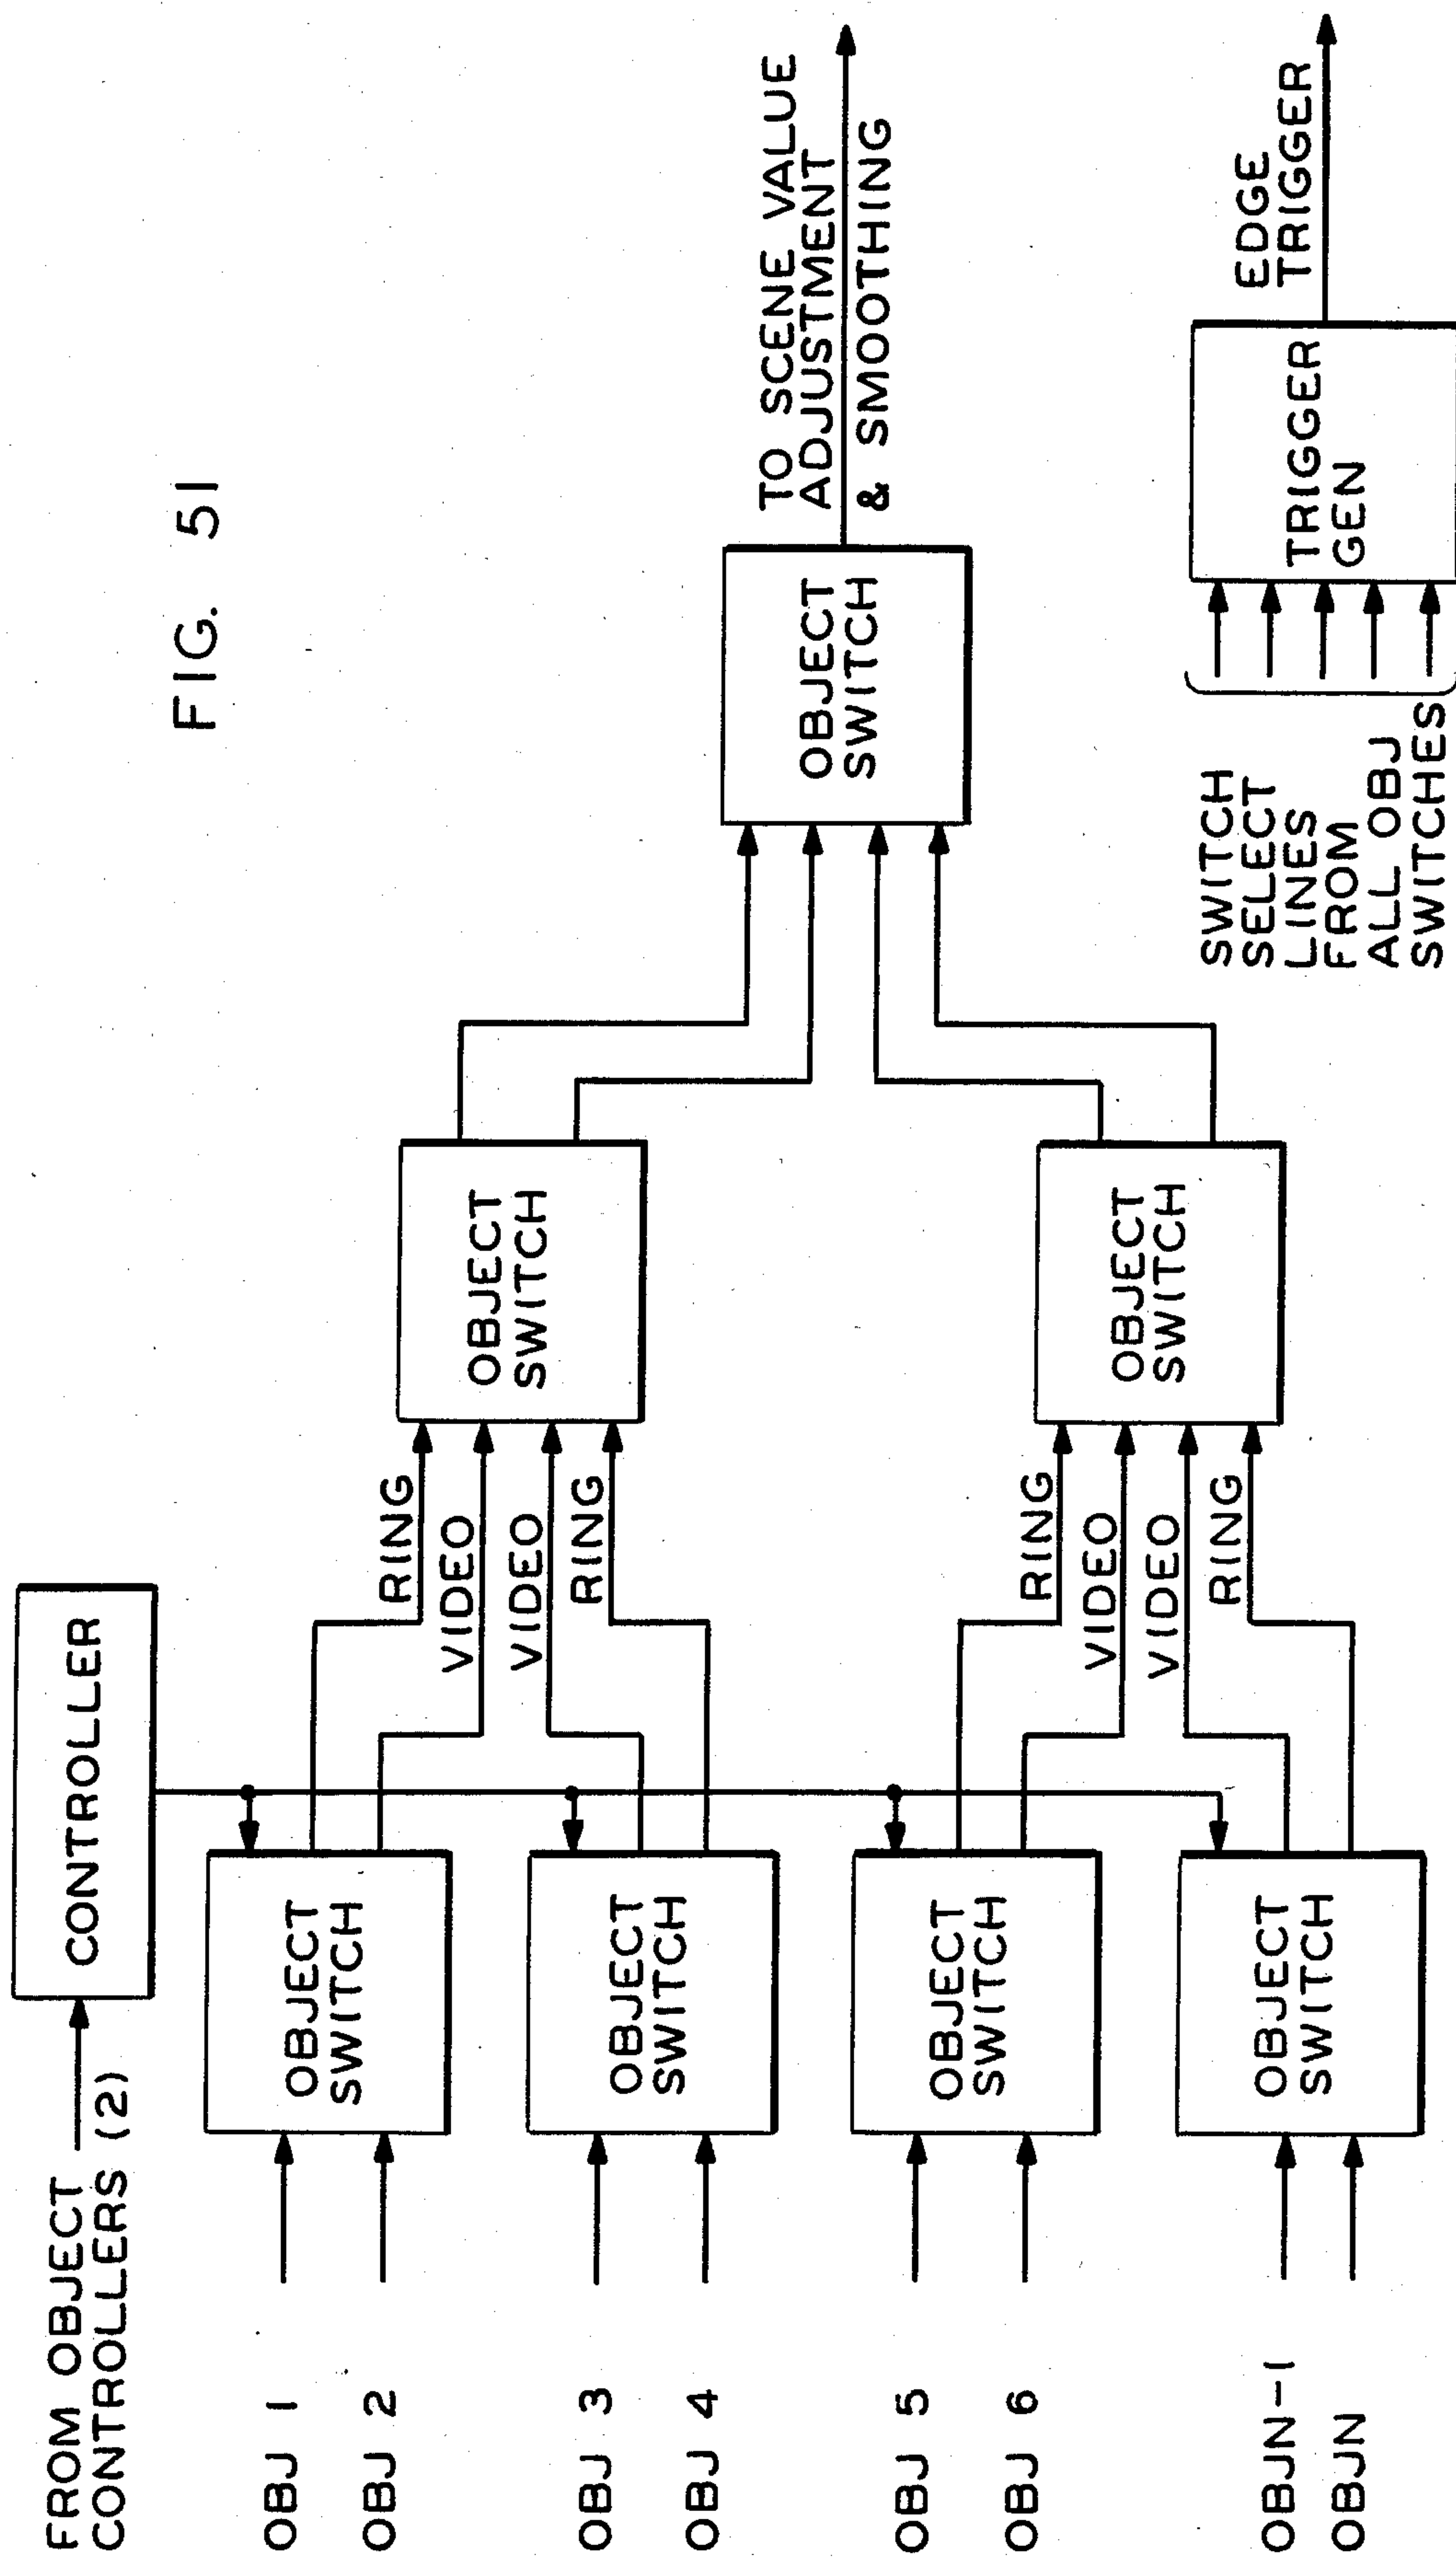 FIG. 51
FROM OBJECT
CONTROLLERS (2)
CONTROLLER
OBJ 1
OBJ 2
OBJECT
SWITCH
RING
VIDEO
VIDEO
RING
OBJECT
SWITCH
OBJ 3
OBJ 4
OBJECT
SWITCH
OBJECT
SWITCH
TO SCENE VALUE
ADJUSTMENT
& SMOOTHING
OBJ 5
OBJ 6
OBJECT
SWITCH
RING
VIDEO
VIDEO
RING
OBJECT
SWITCH
OBJN-1
OBJN
OBJECT
SWITCH
SWITCH
SELECT
LINES
FROM
ALL OBJ
SWITCHES
TRIGGER
GEN
EDGE
TRIGGER